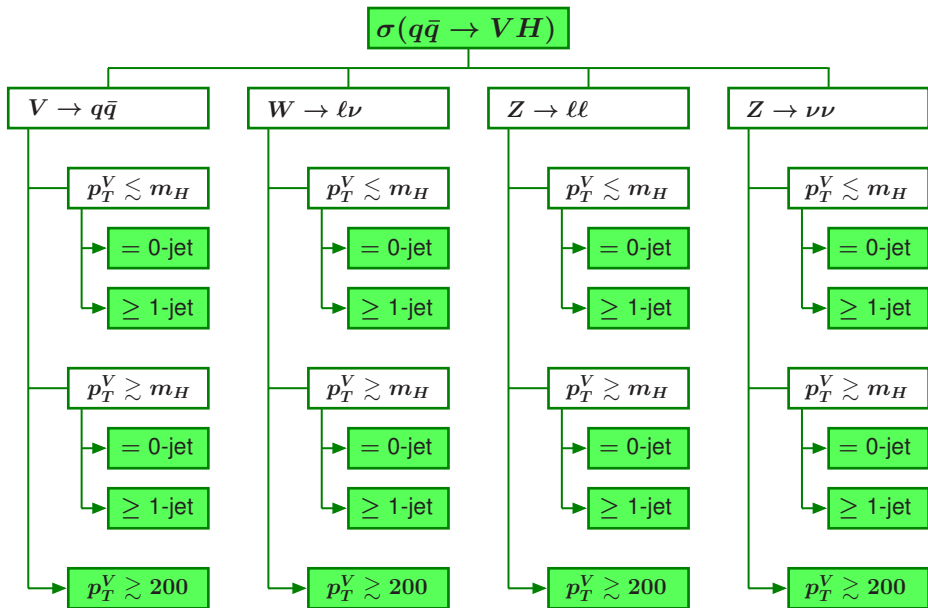 σ(qq̄ → VH)
V → qq̄
W → ℓν
Z → ℓℓ
Z → νν
p_T^V ≲ m_H
= 0-jet
≥ 1-jet
p_T^V ≳ m_H
= 0-jet
≥ 1-jet
p_T^V ≳ 200
p_T^V ≲ m_H
= 0-jet
≥ 1-jet
p_T^V ≳ m_H
= 0-jet
≥ 1-jet
p_T^V ≳ 200
p_T^V ≲ m_H
= 0-jet
≥ 1-jet
p_T^V ≳ m_H
= 0-jet
≥ 1-jet
p_T^V ≳ 200
p_T^V ≲ m_H
= 0-jet
≥ 1-jet
p_T^V ≳ m_H
= 0-jet
≥ 1-jet
p_T^V ≳ 200